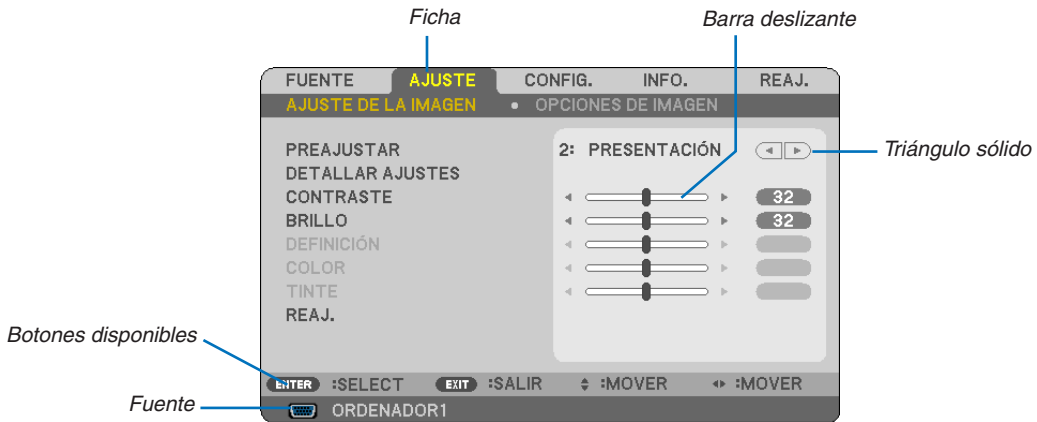 Ficha
Barra deslizante
FUENTE AJUSTE CONFIG. INFO. REAJ.
AJUSTE DE LA IMAGEN • OPCIONES DE IMAGEN
PREAJUSTAR 2: PRESENTACIÓN
Triángulo sólido
DETALLAR AJUSTES
CONTRASTE 32
BRILLO 32
DEFINICIÓN
COLOR
TINTE
REAJ.
Botones disponibles
ENTER :SELECT EXIT :SALIR :MOVER :MOVER
Fuente
ORDENADOR1